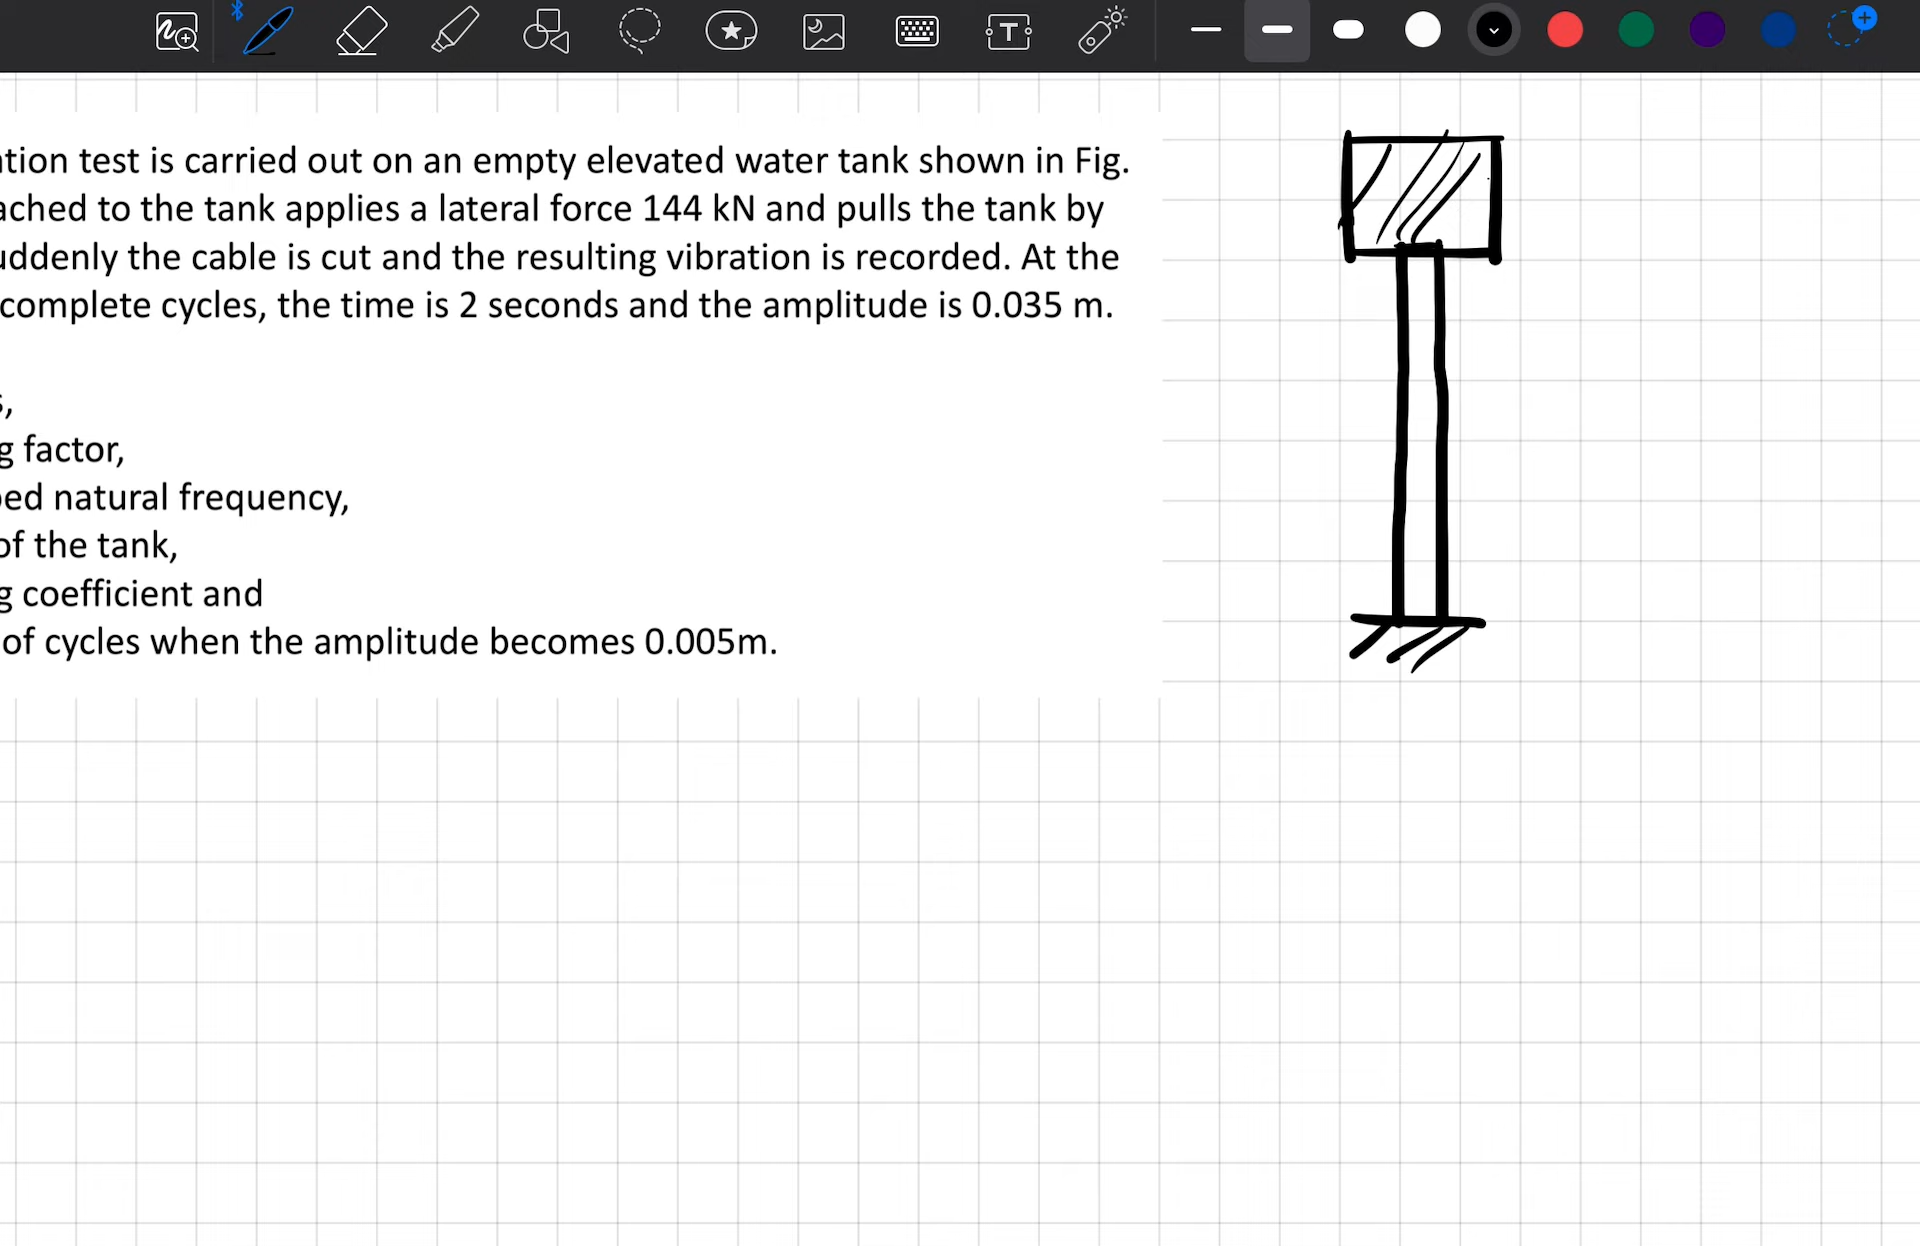 tion test is carried out on an empty elevated water tank shown in Fig.
ached to the tank applies a lateral force 144 kN and pulls the tank by
uddenly the cable is cut and the resulting vibration is recorded. At the
complete cycles, the time is 2 seconds and the amplitude is 0.035 m.
s,
g factor,
ped natural frequency,
of the tank,
g coefficient and
of cycles when the amplitude becomes 0.005m.